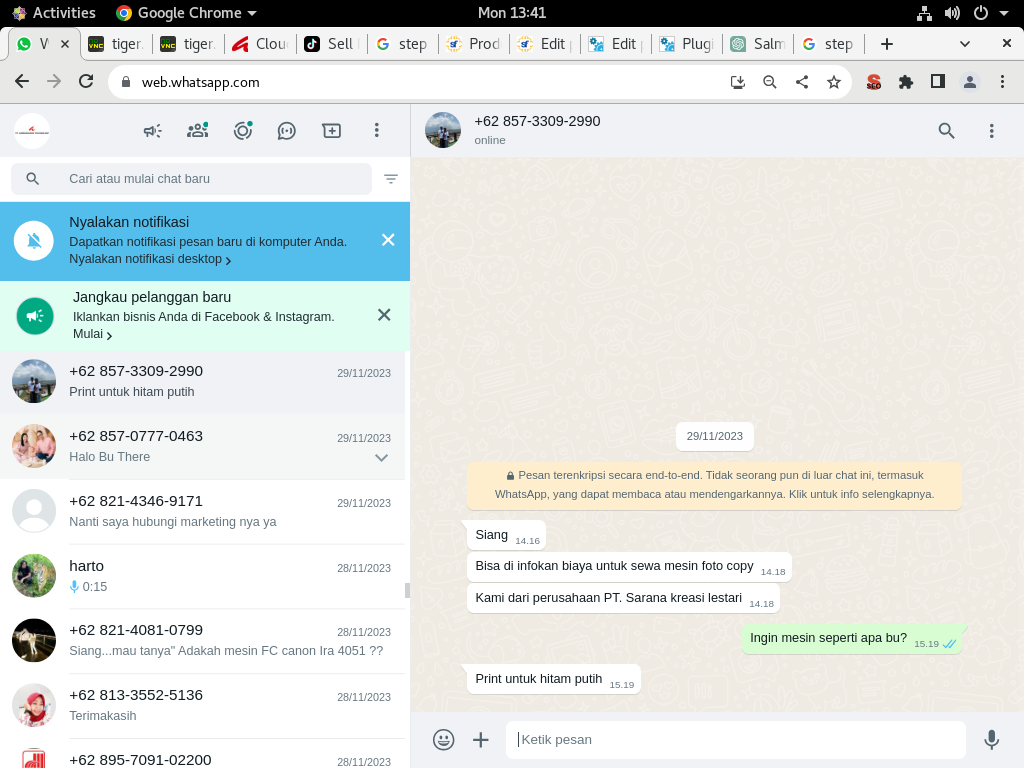 Activities
Google Chrome
Mon 13:41
tiger
tiger
Clou
Sell
step
Prod
Edit
Edit
Plugi
Salm
step
web.whatsapp.com
Cari atau mulai chat baru
Nyalakan notifikasi
Dapatkan notifikasi pesan baru di komputer Anda.
Nyalakan notifikasi desktop
Jangkau pelanggan baru
Iklankan bisnis Anda di Facebook & Instagram.
Mulai
+62 857-3309-2990
29/11/2023
Print untuk hitam putih
+62 857-0777-0463
29/11/2023
Halo Bu There
+62 821-4346-9171
29/11/2023
Nanti saya hubungi marketing nya ya
harto
28/11/2023
0:15
+62 821-4081-0799
28/11/2023
Siang...mau tanya" Adakah mesin FC canon Ira 4051 ??
+62 813-3552-5136
28/11/2023
Terimakasih
+62 895-7091-02200
28/11/2023
+62 857-3309-2990
online
29/11/2023
Pesan terenkripsi secara end-to-end. Tidak seorang pun di luar chat ini, termasuk
WhatsApp, yang dapat membaca atau mendengarkannya. Klik untuk info selengkapnya.
Siang 14.16
Bisa di infokan biaya untuk sewa mesin foto copy 14.18
Kami dari perusahaan PT. Sarana kreasi lestari 14.18
Ingin mesin seperti apa bu? 15.19
Print untuk hitam putih 15.19
Ketik pesan